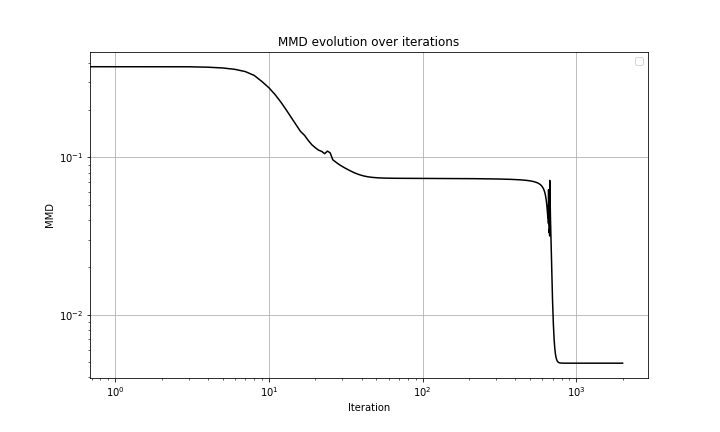 MMD evolution over iterations
MMD
10⁻¹
10⁻²
10⁰ 10¹ 10² 10³
Iteration